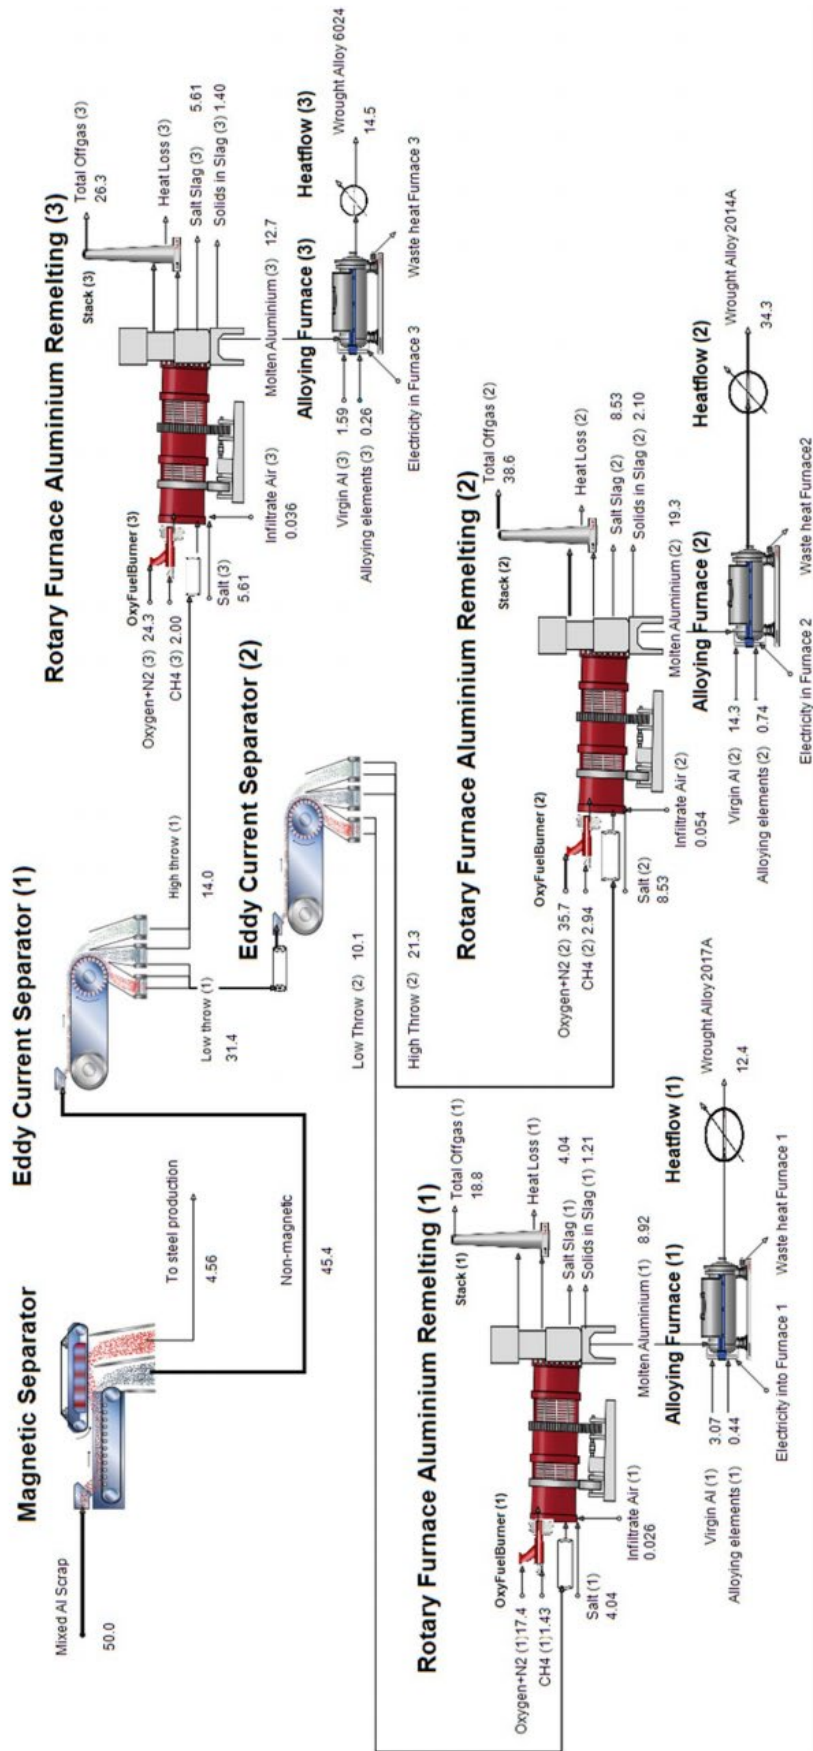 Magnetic Separator
Mixed Al Scrap
50.0
To steel production
4.56
Non-magnetic
45.4
Eddy Current Separator (1)
High throw (1)
14.0
Low throw (1)
31.4
Eddy Current Separator (2)
Low Throw (2) 10.1
High Throw (2) 21.3
Rotary Furnace Aluminium Remelting (3)
Total Offgas (3)
26.3
Stack (3)
Heat Loss (3)
Salt Slag (3) 5.61
Solids in Slag (3) 1.40
OxyFuelBurner (3)
Oxygen+N2 (3) 24.3
CH4 (3) 2.00
Salt (3)
5.61
Infiltrate Air (3)
0.036
Molten Aluminium (3) 12.7
Alloying Furnace (3)
Heatflow (3)
Virgin Al (3) 1.59
Alloying elements (3) 0.26
Electricity in Furnace 3
Waste heat Furnace 3
Wrought Alloy 6024
14.5
Rotary Furnace Aluminium Remelting (2)
Total Offgas (2)
38.6
Stack (2)
Heat Loss (2)
Salt Slag (2) 8.53
Solids in Slag (2) 2.10
OxyFuelBurner (2)
Oxygen+N2 (2) 35.7
CH4 (2) 2.94
Salt (2)
8.53
Infiltrate Air (2)
0.054
Molten Aluminium (2) 19.3
Alloying Furnace (2)
Heatflow (2)
Virgin Al (2) 14.3
Alloying elements (2) 0.74
Electricity in Furnace 2
Waste heat Furnace2
Wrought Alloy 2014A
34.3
Rotary Furnace Aluminium Remelting (1)
Total Offgas (1)
18.8
Stack (1)
Heat Loss (1)
Salt Slag (1) 4.04
Solids in Slag (1) 1.21
OxyFuelBurner (1)
Oxygen+N2 (1)17.4
CH4 (1)1.43
Salt (1)
4.04
Infiltrate Air (1)
0.026
Molten Aluminium (1) 8.92
Alloying Furnace (1)
Heatflow (1)
Virgin Al (1) 3.07
Alloying elements (1) 0.44
Electricity into Furnace 1
Waste heat Furnace 1
Wrought Alloy 2017A
12.4